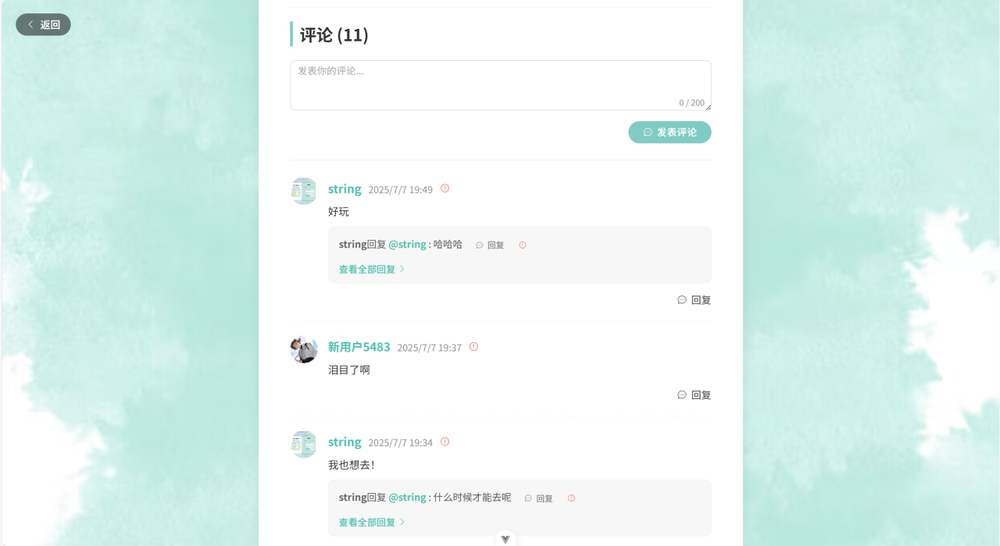 返回
评论 (11)
发表你的评论...
0 / 200
发表评论
string 2025/7/7 19:49
好玩
string回复 @string : 哈哈哈 回复
查看全部回复
回复
新用户5483 2025/7/7 19:37
泪目了啊
回复
string 2025/7/7 19:34
我也想去！
string回复 @string : 什么时候才能去呢 回复
查看全部回复